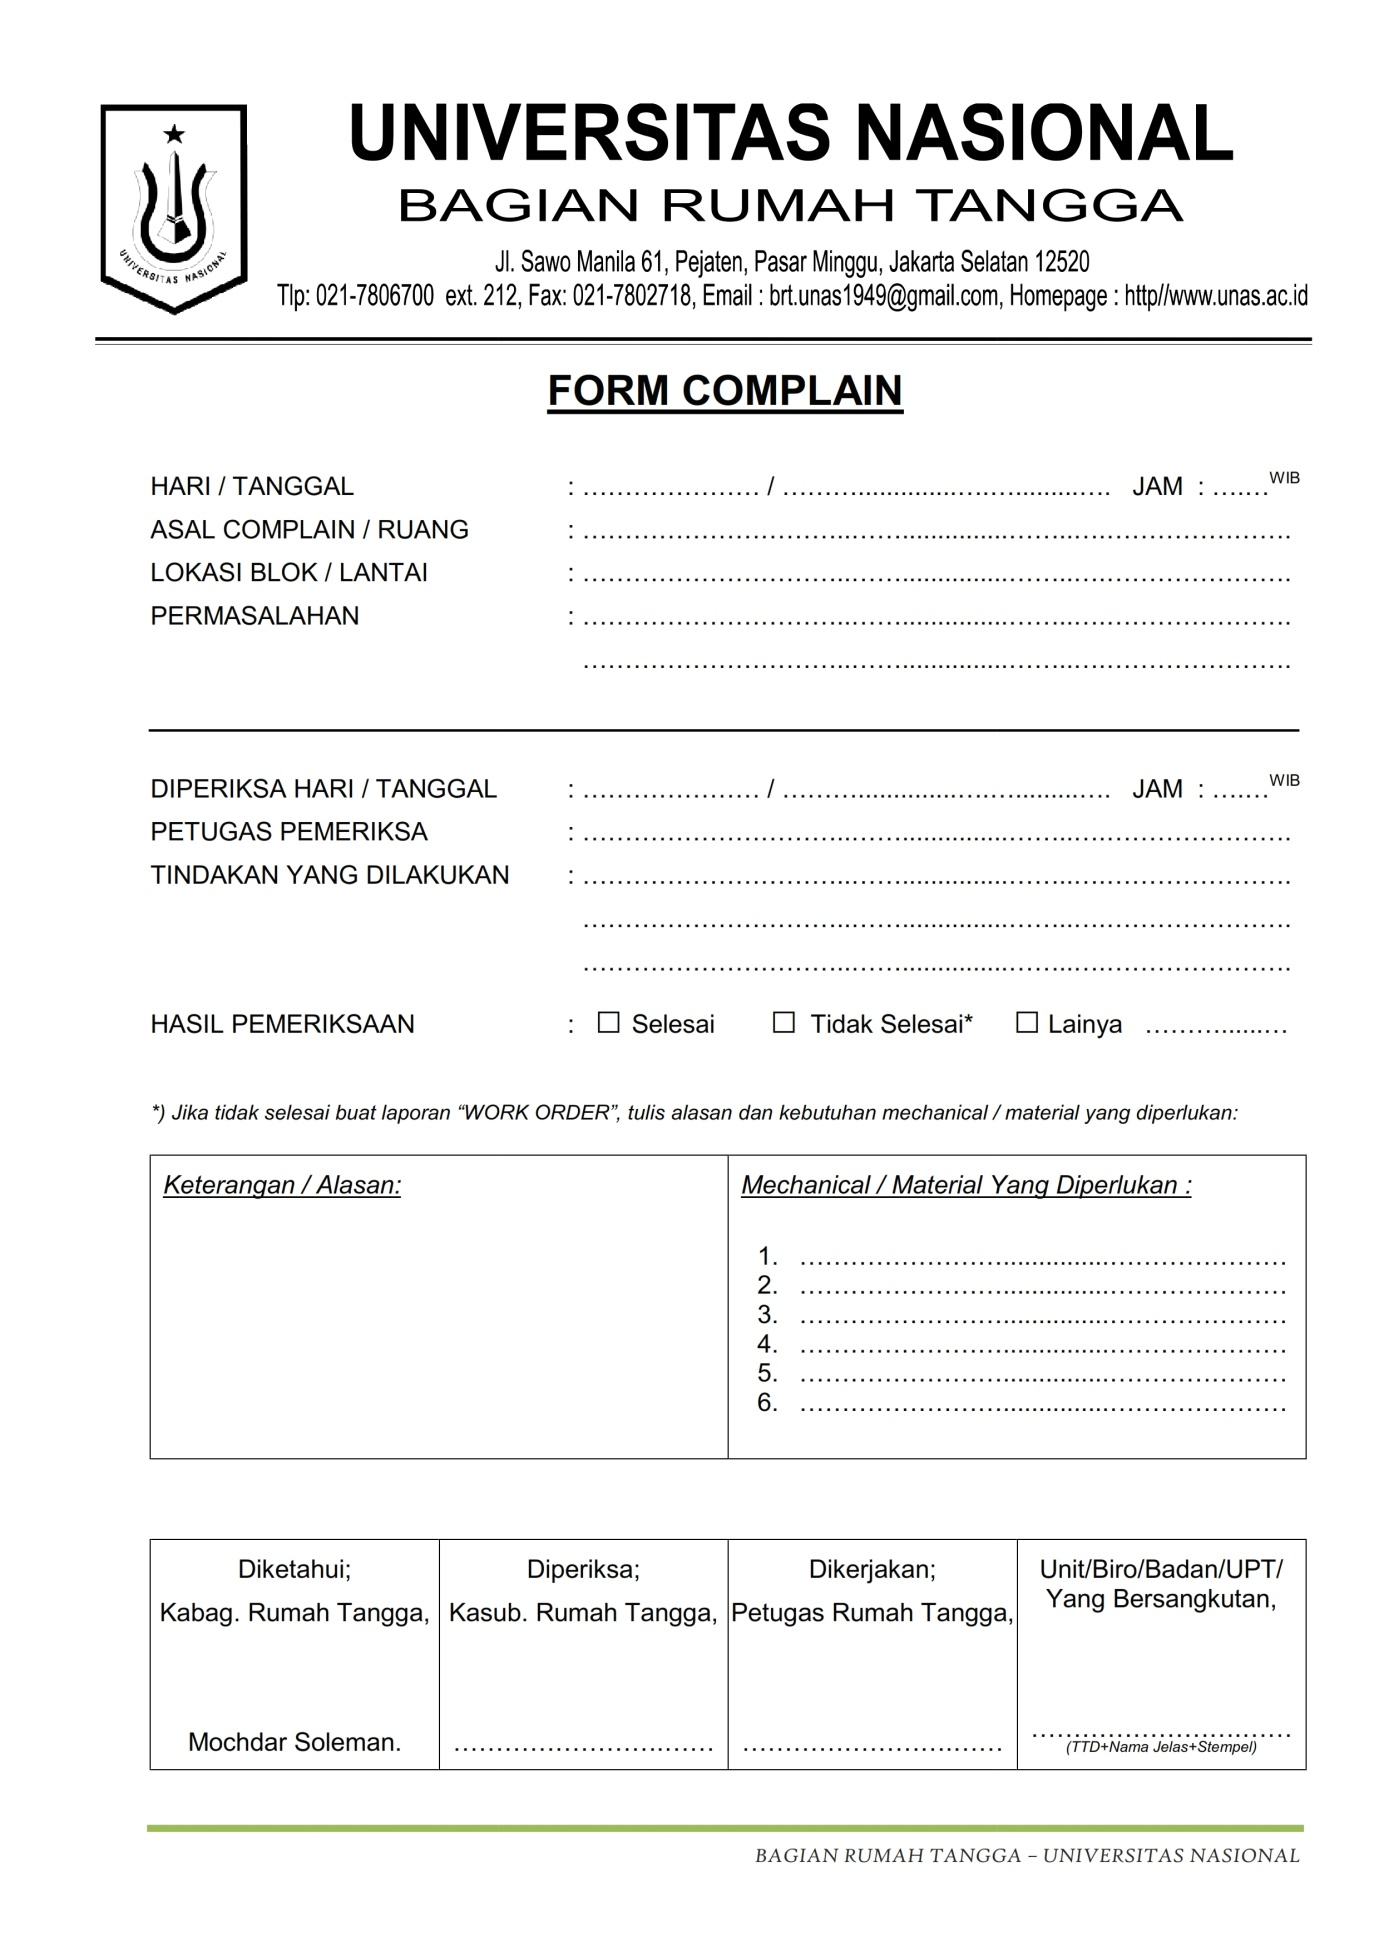 UNIVERSITAS NASIONAL
UNIVERSITAS NASIONAL
BAGIAN RUMAH TANGGA
Jl. Sawo Manila 61, Pejaten, Pasar Minggu, Jakarta Selatan 12520
Tlp: 021-7806700 ext. 212, Fax: 021-7802718, Email : brt.unas1949@gmail.com, Homepage : http//www.unas.ac.id
FORM COMPLAIN
HARI / TANGGAL : ………………… / ……….............………......…. JAM : ……. WIB
ASAL COMPLAIN / RUANG : ……………………………………………………………
LOKASI BLOK / LANTAI : ……………………………………………………………
PERMASALAHAN : ……………………………………………………………
……………………………………………………………
DIPERIKSA HARI / TANGGAL : ………………… / ……….............………......…. JAM : ……. WIB
PETUGAS PEMERIKSA : ……………………………………………………………
TINDAKAN YANG DILAKUKAN : ……………………………………………………………
……………………………………………………………
……………………………………………………………
HASIL PEMERIKSAAN : ☐ Selesai ☐ Tidak Selesai* ☐ Lainya ……….....…
*) Jika tidak selesai buat laporan “WORK ORDER”, tulis alasan dan kebutuhan mechanical / material yang diperlukan:
Keterangan / Alasan:
Mechanical / Material Yang Diperlukan :
1. ……………………………………………
2. ……………………………………………
3. ……………………………………………
4. ……………………………………………
5. ……………………………………………
6. ……………………………………………
Diketahui;
Kabag. Rumah Tangga,
Mochdar Soleman.
Diperiksa;
Kasub. Rumah Tangga,
…………………………
Dikerjakan;
Petugas Rumah Tangga,
…………………………
Unit/Biro/Badan/UPT/
Yang Bersangkutan,
…………………………
(TTD+Nama Jelas+Stempel)
BAGIAN RUMAH TANGGA – UNIVERSITAS NASIONAL